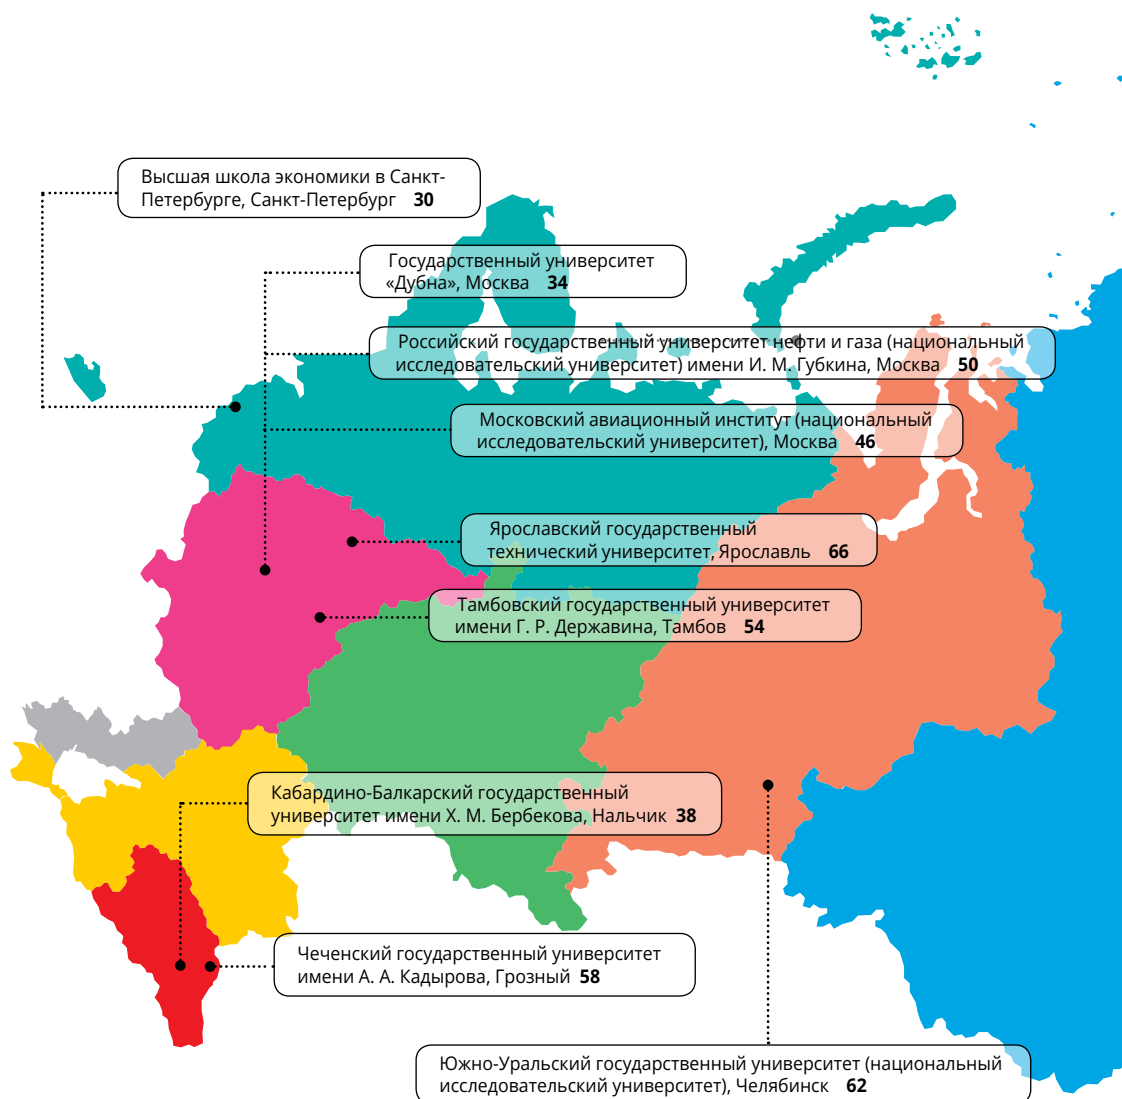 Высшая школа экономики в Санкт-
Петербурге, Санкт-Петербург 30
Государственный университет
«Дубна», Москва 34
Российский государственный университет нефти и газа (национальный
исследовательский университет) имени И. М. Губкина, Москва 50
Московский авиационный институт (национальный
исследовательский университет), Москва 46
Ярославский государственный
технический университет, Ярославль 66
Тамбовский государственный университет
имени Г. Р. Державина, Тамбов 54
Кабардино-Балкарский государственный
университет имени Х. М. Бербекова, Нальчик 38
Чеченский государственный университет
имени А. А. Кадырова, Грозный 58
Южно-Уральский государственный университет (национальный
исследовательский университет), Челябинск 62